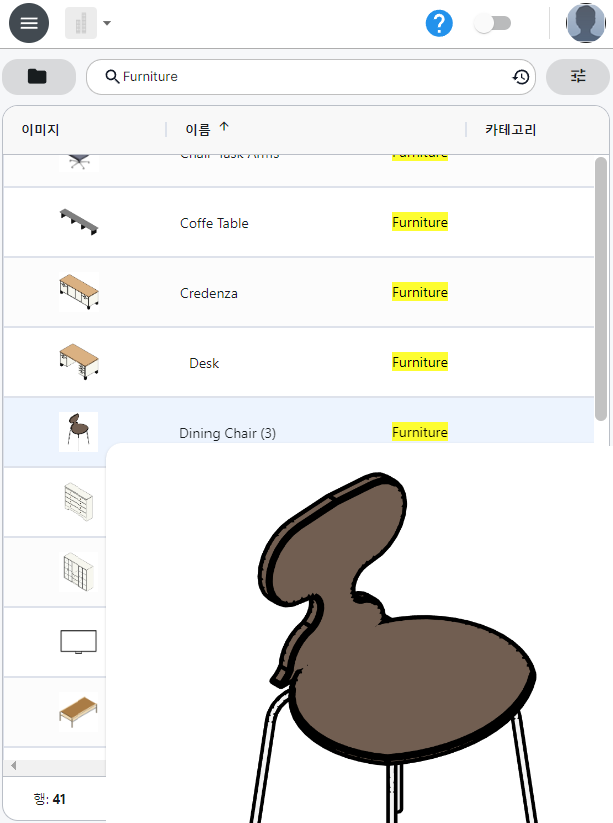 Furniture
이미지 이름 카테고리
Chair Task Arms Furniture
Coffe Table Furniture
Credenza Furniture
Desk Furniture
Dining Chair (3) Furniture
행: 41